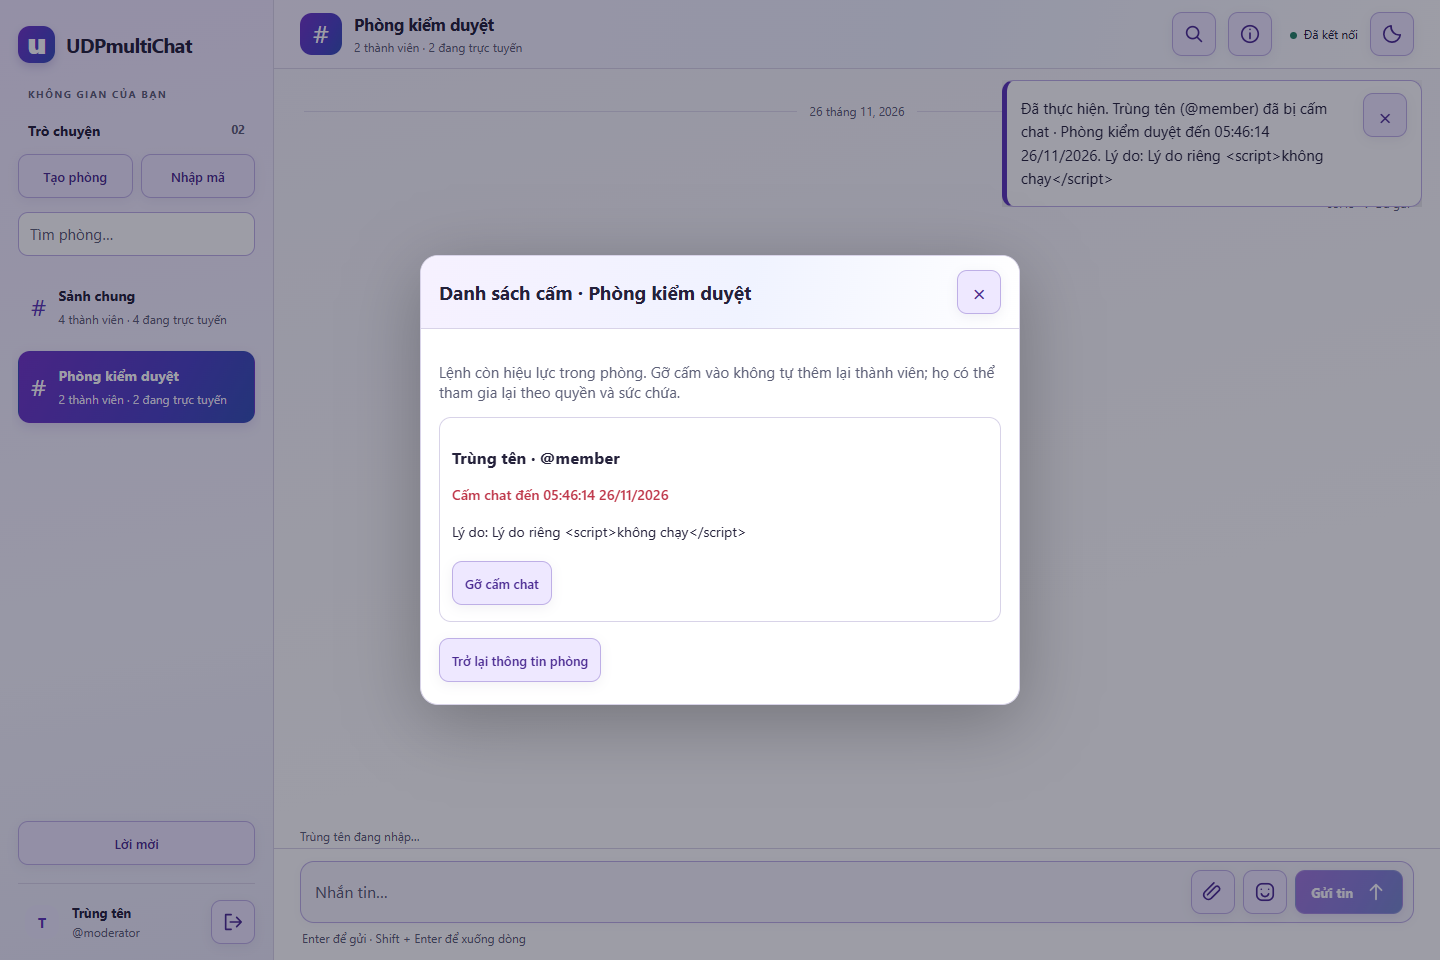 u
UDPmultiChat
KHÔNG GIAN CỦA BẠN
Trò chuyện
02
Tạo phòng
Nhập mã
Tìm phòng...
#
Sảnh chung
4 thành viên · 4 đang trực tuyến
#
Phòng kiểm duyệt
2 thành viên · 2 đang trực tuyến
Lời mời
T
Trùng tên
@moderator
#
Phòng kiểm duyệt
2 thành viên · 2 đang trực tuyến
Đã kết nối
26 tháng 11, 2026
Đã thực hiện. Trùng tên (@member) đã bị cấm
chat · Phòng kiểm duyệt đến 05:46:14
26/11/2026. Lý do: Lý do riêng <script>không
chạy</script>
×
Danh sách cấm · Phòng kiểm duyệt
×
Lệnh còn hiệu lực trong phòng. Gỡ cấm vào không tự thêm lại thành viên; họ có thể
tham gia lại theo quyền và sức chứa.
Trùng tên · @member
Cấm chat đến 05:46:14 26/11/2026
Lý do: Lý do riêng <script>không chạy</script>
Gỡ cấm chat
Trở lại thông tin phòng
Trùng tên đang nhập...
Nhắn tin...
Gửi tin
Enter để gửi · Shift + Enter để xuống dòng